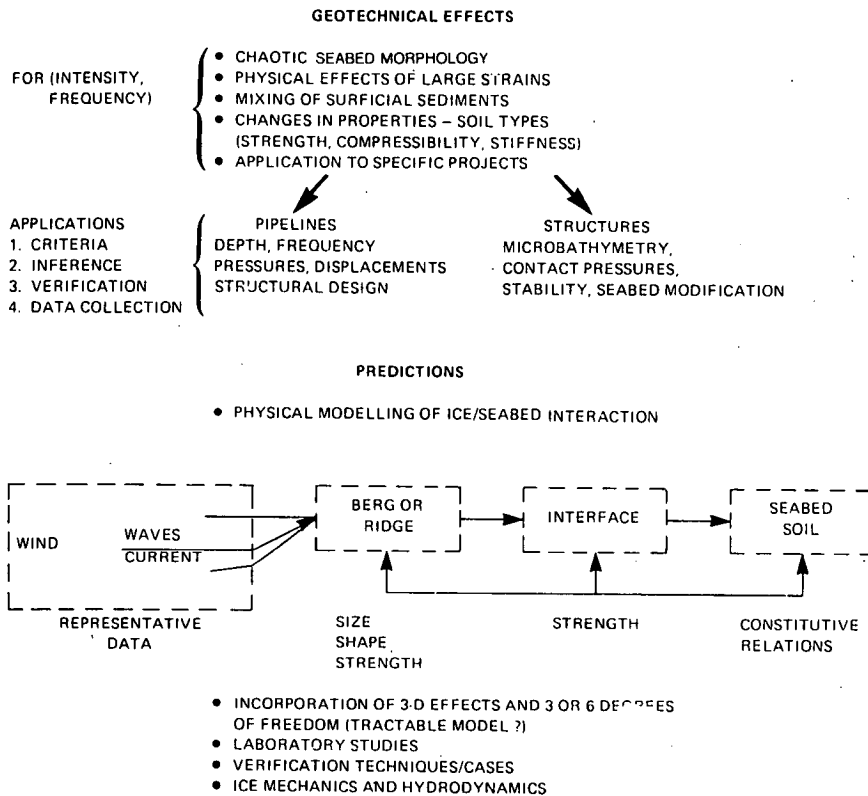 GEOTECHNICAL EFFECTS
FOR (INTENSITY,
FREQUENCY)
• CHAOTIC SEABED MORPHOLOGY
• PHYSICAL EFFECTS OF LARGE STRAINS
• MIXING OF SURFICIAL SEDIMENTS
• CHANGES IN PROPERTIES – SOIL TYPES
(STRENGTH, COMPRESSIBILITY, STIFFNESS)
• APPLICATION TO SPECIFIC PROJECTS
APPLICATIONS
1. CRITERIA
2. INFERENCE
3. VERIFICATION
4. DATA COLLECTION
PIPELINES
DEPTH, FREQUENCY
PRESSURES, DISPLACEMENTS
STRUCTURAL DESIGN
STRUCTURES
MICROBATHYMETRY,
CONTACT PRESSURES,
STABILITY, SEABED MODIFICATION
PREDICTIONS
• PHYSICAL MODELLING OF ICE/SEABED INTERACTION
WIND
WAVES
CURRENT
REPRESENTATIVE
DATA
BERG OR
RIDGE
INTERFACE
SEABED
SOIL
SIZE
SHAPE
STRENGTH
STRENGTH
CONSTITUTIVE
RELATIONS
• INCORPORATION OF 3-D EFFECTS AND 3 OR 6
OF FREEDOM (TRACTABLE MODEL ?)
• LABORATORY STUDIES
• VERIFICATION TECHNIQUES/CASES
• ICE MECHANICS AND HYDRODYNAMICS